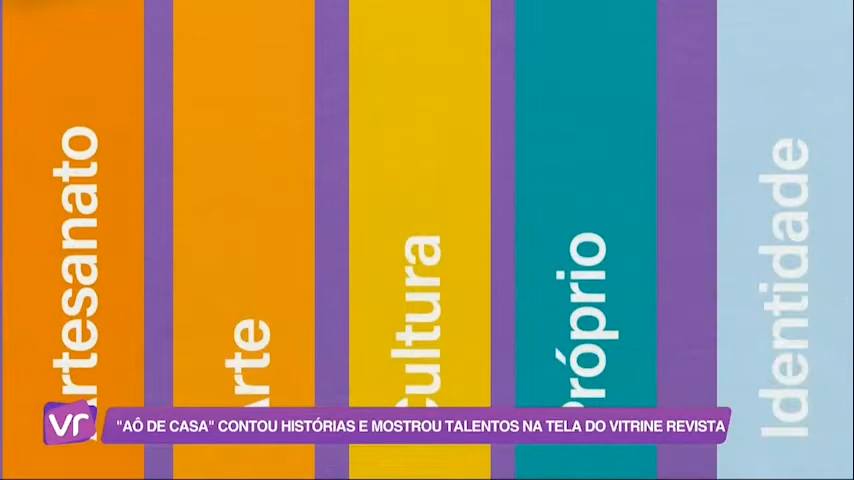 Artesanato
Arte
Cultura
Próprio
Identidade
vr
"AÔ DE CASA" CONTOU HISTÓRIAS E MOSTROU TALENTOS NA TELA DO VITRINE REVISTA